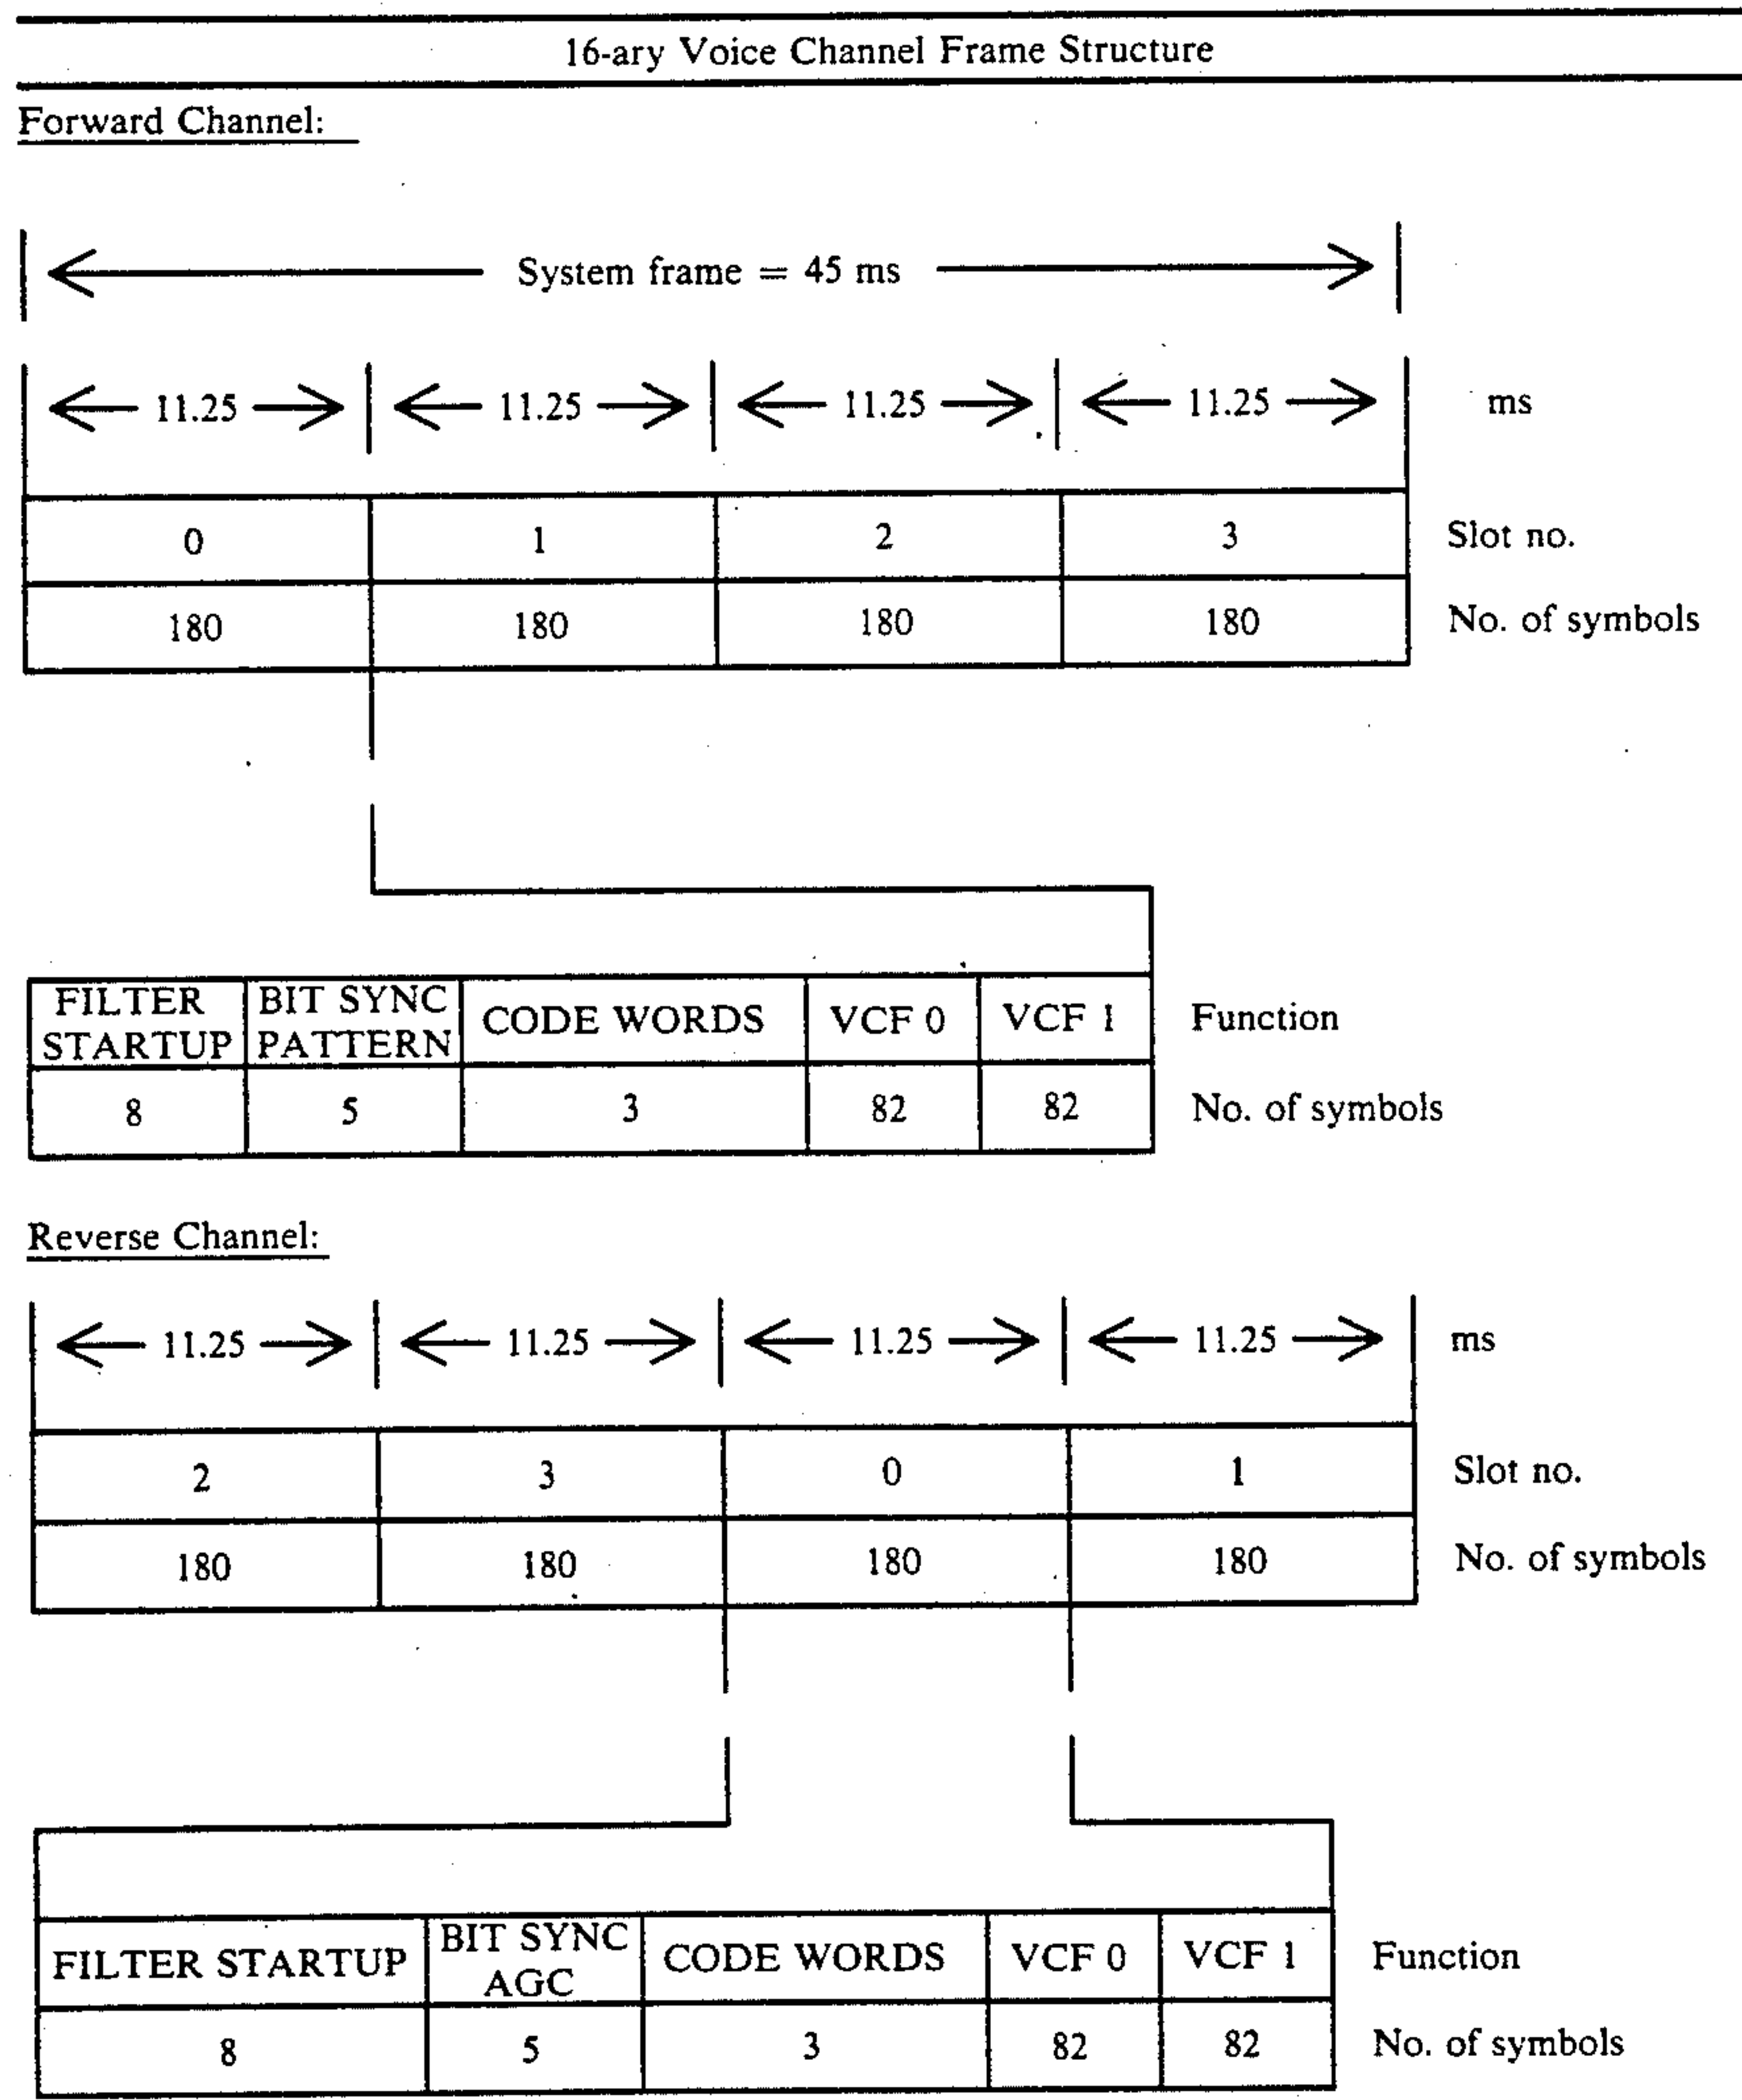 16-ary Voice Channel Frame Structure
Forward Channel:
System frame = 45 ms
11.25 11.25 11.25 11.25 ms
0 1 2 3 Slot no.
180 180 180 180 No. of symbols
FILTER STARTUP BIT SYNC PATTERN CODE WORDS VCF 0 VCF 1 Function
8 5 3 82 82 No. of symbols
Reverse Channel:
11.25 11.25 11.25 11.25 ms
2 3 0 1 Slot no.
180 180 180 180 No. of symbols
FILTER STARTUP BIT SYNC AGC CODE WORDS VCF 0 VCF 1 Function
8 5 3 82 82 No. of symbols